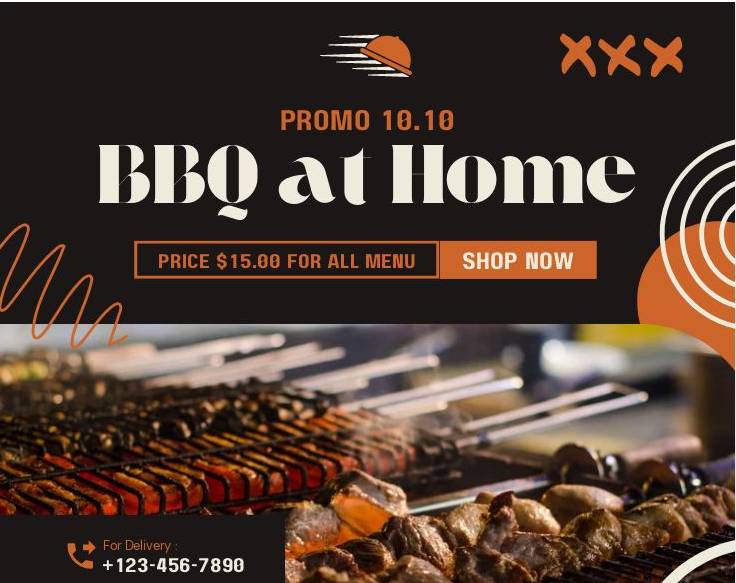 PROMO 10.10
BBQ at Home
PRICE $15.00 FOR ALL MENU
SHOP NOW
For Delivery :
+123-456-7890